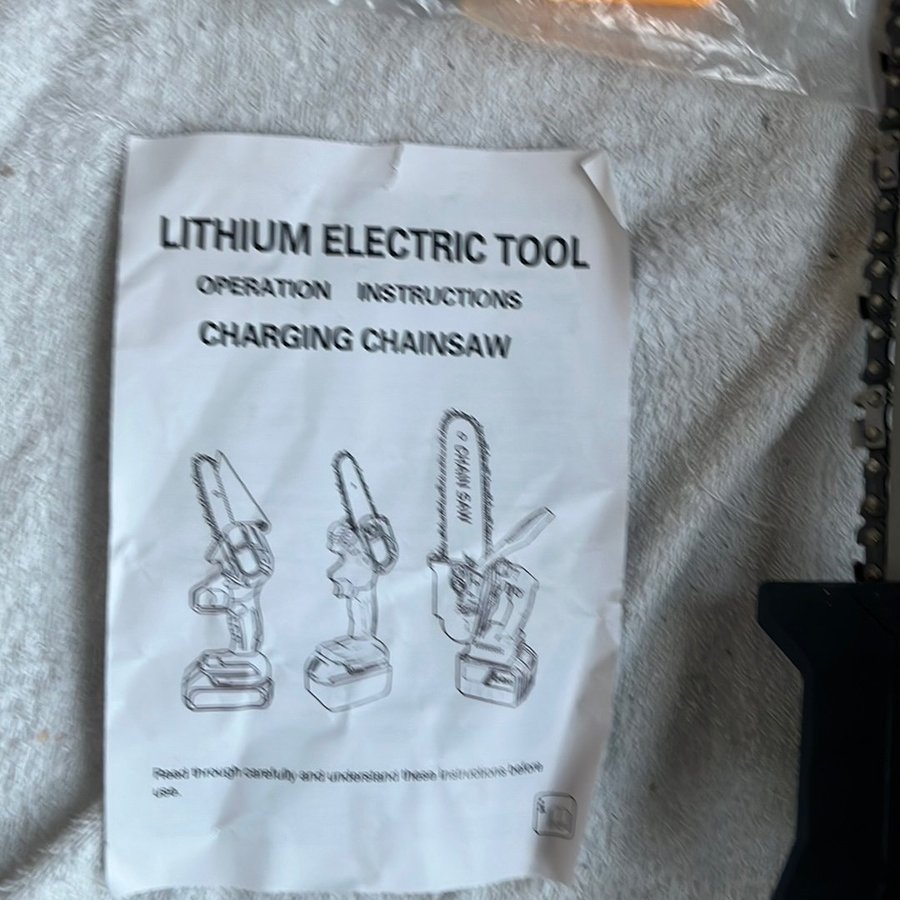 LITHIUM ELECTRIC TOOL
OPERATION INSTRUCTIONS
CHARGING CHAINSAW
CHAIN SAW
Read through carefully and understand these instructions before
use.